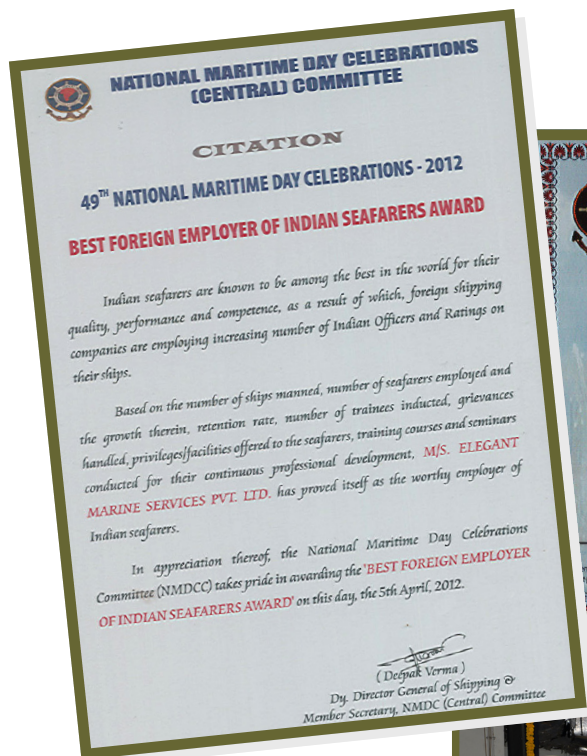 NATIONAL MARITIME DAY CELEBRATIONS
(CENTRAL) COMMITTEE
CITATION
49TH NATIONAL MARITIME DAY CELEBRATIONS - 2012
BEST FOREIGN EMPLOYER OF INDIAN SEAFARERS AWARD
Indian seafarers are known to be among the best in the world for their
quality, performance and competence, as a result of which, foreign shipping
companies are employing increasing number of Indian Officers and Ratings on
their ships.
Based on the number of ships manned, number of seafarers employed and
the growth therein, retention rate, number of trainees inducted, grievances
handled, privileges/facilities offered to the seafarers, training courses and seminars
conducted for their continuous professional development, M/S. ELEGANT
MARINE SERVICES PVT. LTD. has proved itself as the worthy employer of
Indian seafarers.
In appreciation thereof, the National Maritime Day Celebrations
Committee (NMDCC) takes pride in awarding the 'BEST FOREIGN EMPLOYER
OF INDIAN SEAFARERS AWARD' on this day, the 5th April, 2012.
( Deepak Verma )
Dy. Director General of Shipping &
Member Secretary, NMDC (Central) Committee